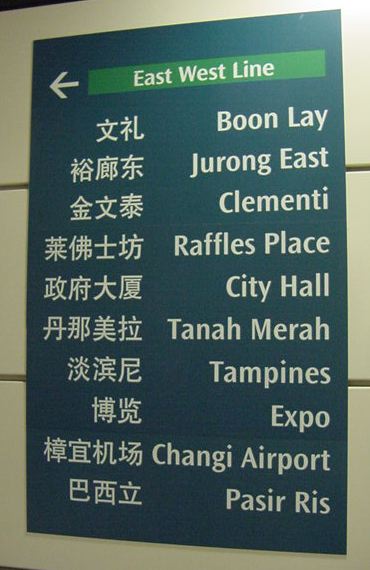 East West Line
文礼 Boon Lay
裕廊东 Jurong East
金文泰 Clementi
莱佛士坊 Raffles Place
政府大厦 City Hall
丹那美拉 Tanah Merah
淡滨尼 Tampines
博览 Expo
樟宜机场 Changi Airport
巴西立 Pasir Ris